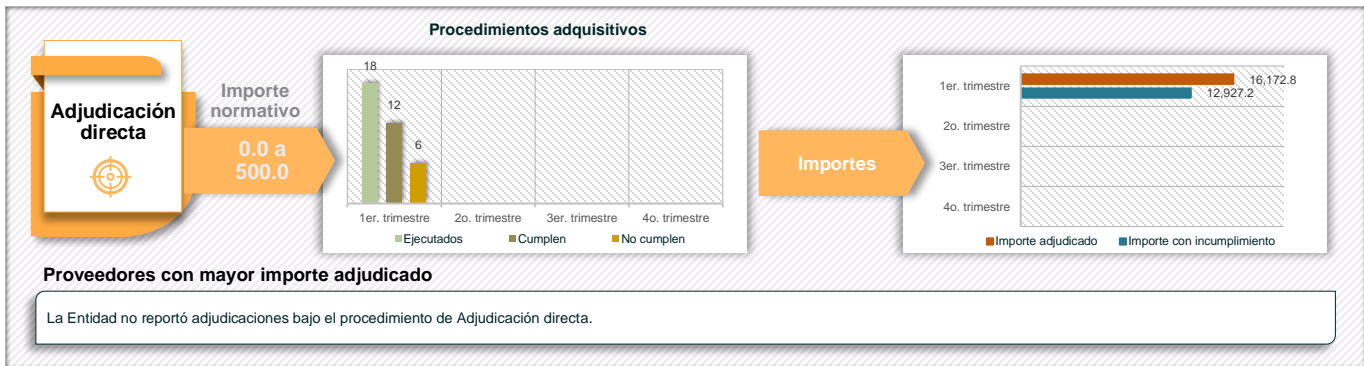 Procedimientos adquisitivos
Adjudicación
directa
Importe
normativo
0.0 a
500.0
18
12
6
1er. trimestre
2o. trimestre
3er. trimestre
4o. trimestre
Ejecutados
Cumplen
No cumplen
Importes
1er. trimestre
2o. trimestre
3er. trimestre
4o. trimestre
16,172.8
12,927.2
Importe adjudicado
Importe con incumplimiento
Proveedores con mayor importe adjudicado
La Entidad no reportó adjudicaciones bajo el procedimiento de Adjudicación directa.